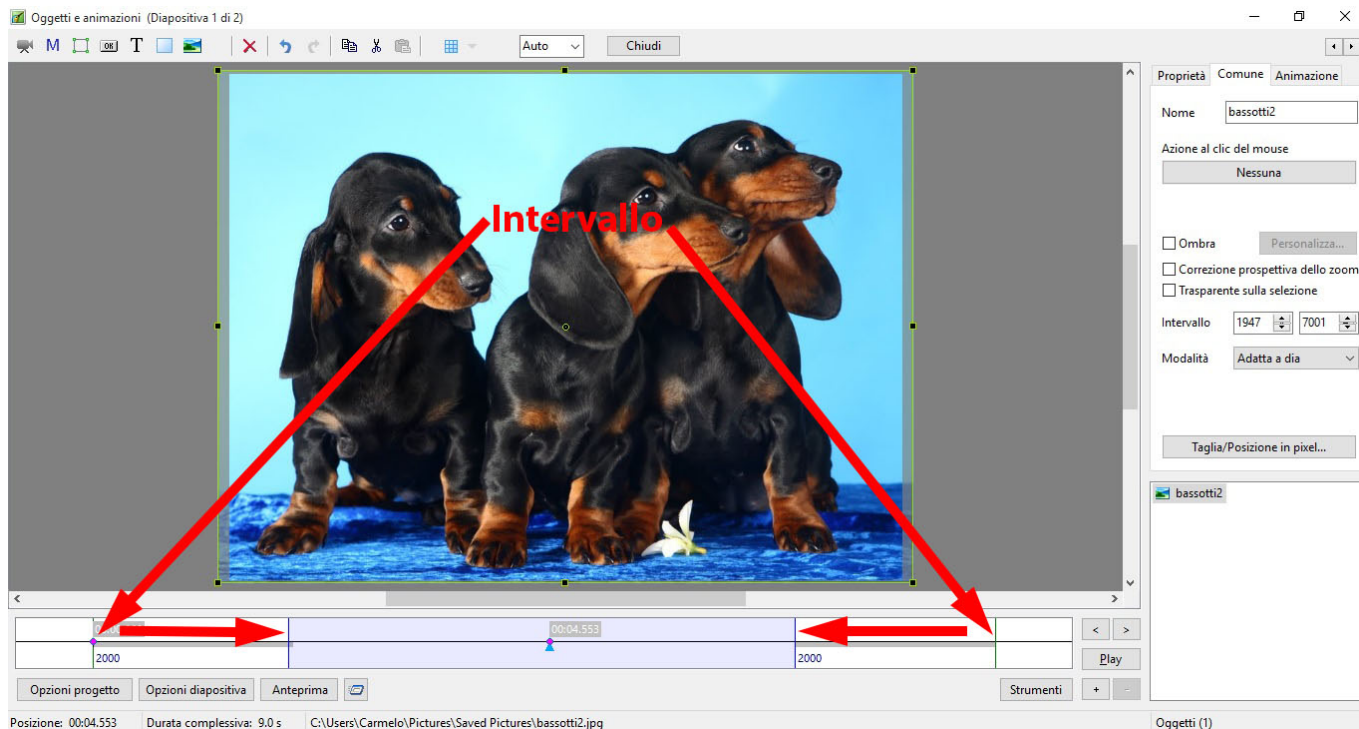 Oggetti e animazioni (Diapositiva 1 di 2)
M OK T Auto Chiudi
Proprietà Comune Animazione
Nome bassotti2
Azione al clic del mouse
Nessuna
Intervallo
Ombra Personalizza...
Correzione prospettiva dello zoom
Trasparente sulla selezione
Intervallo 1947 7001
Modalità Adatta a dia
Taglia/Posizione in pixel...
bassotti2
00:04.553
< >
2000 2000 Play
Opzioni progetto Opzioni diapositiva Anteprima Strumenti + -
Posizione: 00:04.553 Durata complessiva: 9.0 s C:\Users\Carmelo\Pictures\Saved Pictures\bassotti2.jpg Oggetti (1)